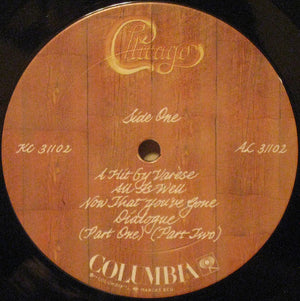 Chicago
Side One
KC 31102
AL 31102
A Hit by Varèse
All Is Well
Now That You've Gone
Dialogue
(Part One) (Part Two)
COLUMBIA